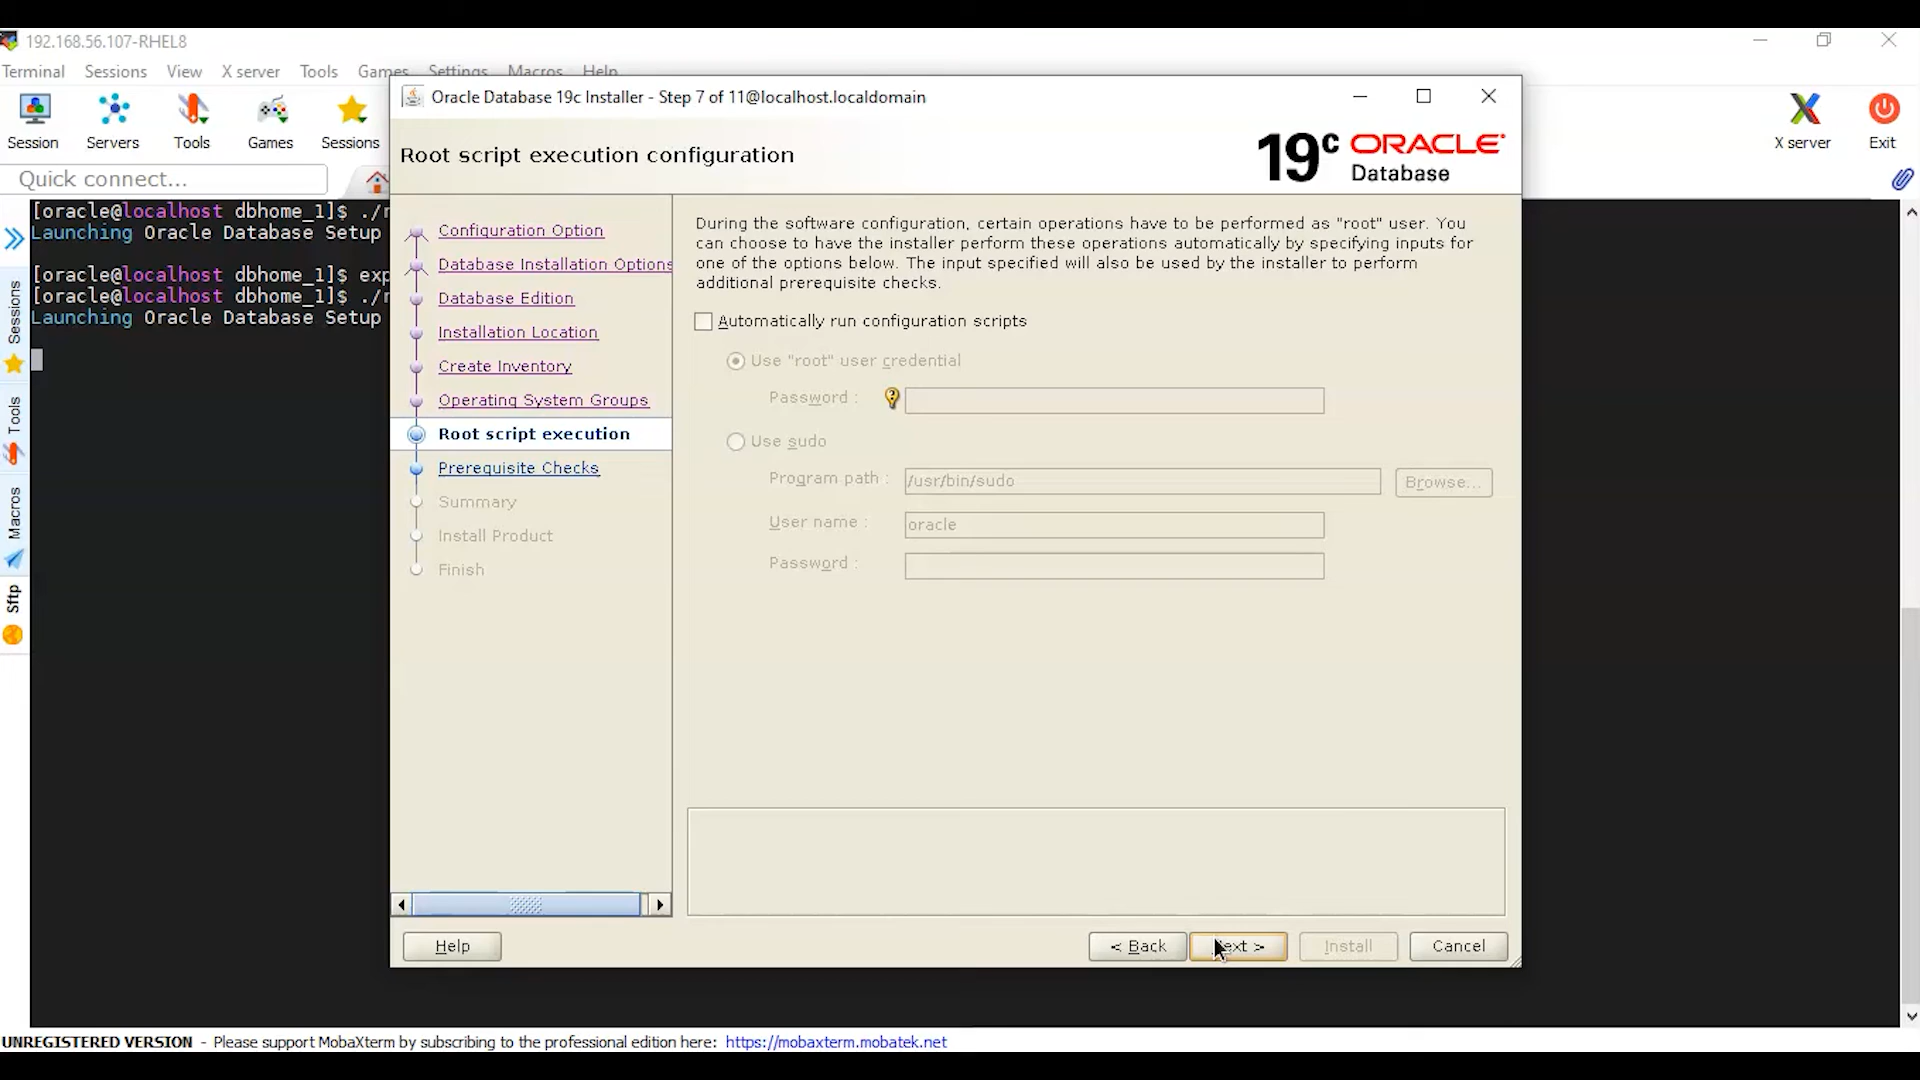 192.168.56.107-RHEL8
Terminal Sessions View X server Tools Games Settings Macros Help
Session Servers Tools Games Sessions X server Exit
Quick connect...
[oracle@localhost dbhome_1]$ ./r
Launching Oracle Database Setup
[oracle@localhost dbhome_1]$ exp
[oracle@localhost dbhome_1]$ ./r
Launching Oracle Database Setup
Sessions
Tools
Macros
Sftp
Oracle Database 19c Installer - Step 7 of 11@localhost.localdomain
Root script execution configuration
19c ORACLE
Database
Configuration Option
Database Installation Options
Database Edition
Installation Location
Create Inventory
Operating System Groups
Root script execution
Prerequisite Checks
Summary
Install Product
Finish
During the software configuration, certain operations have to be performed as "root" user. You
can choose to have the installer perform these operations automatically by specifying inputs for
one of the options below. The input specified will also be used by the installer to perform
additional prerequisite checks.
Automatically run configuration scripts
Use "root" user credential
Password :
Use sudo
Program path : /usr/bin/sudo Browse...
User name : oracle
Password :
Help < Back Next > Install Cancel
UNREGISTERED VERSION - Please support MobaXterm by subscribing to the professional edition here: https://mobaxterm.mobatek.net